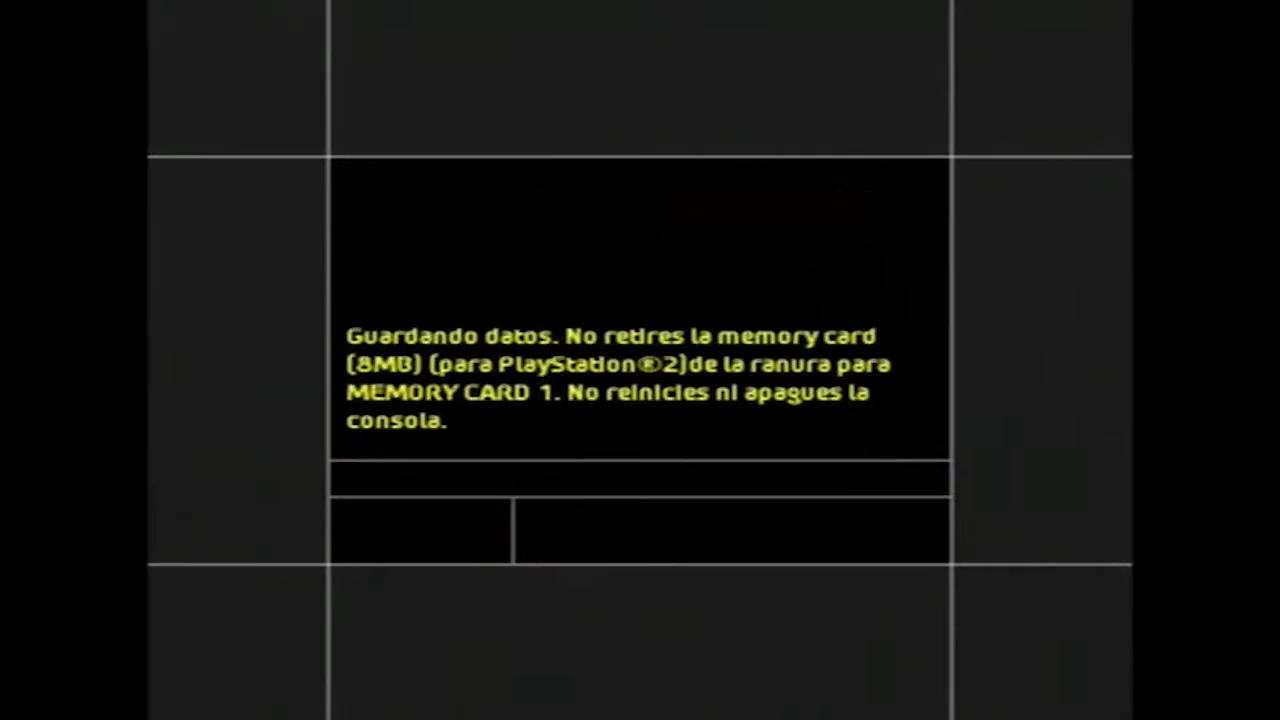 Guardando datos. No retires la memory card
(8MB) (para PlayStation®2)de la ranura para
MEMORY CARD 1. No reinicies ni apagues la
consola.